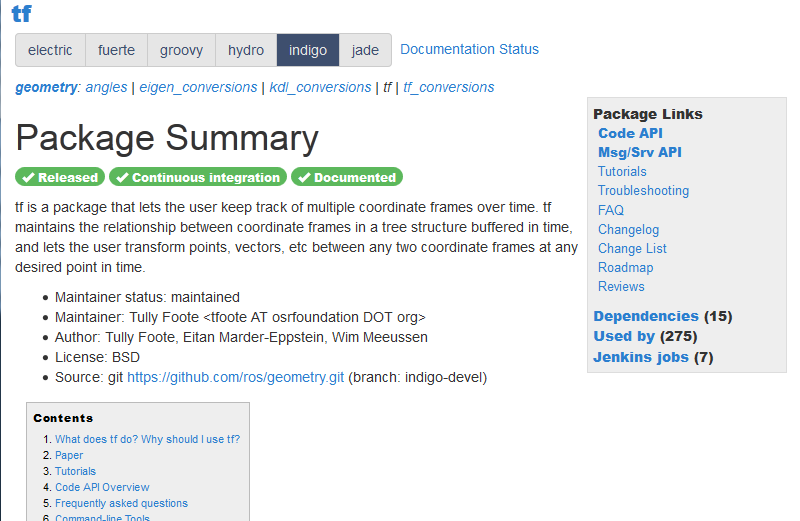 tf
electric fuerte groovy hydro indigo jade Documentation Status
geometry: angles | eigen_conversions | kdl_conversions | tf | tf_conversions
Package Summary
Released Continuous integration Documented
tf is a package that lets the user keep track of multiple coordinate frames over time. tf
maintains the relationship between coordinate frames in a tree structure buffered in time,
and lets the user transform points, vectors, etc between any two coordinate frames at any
desired point in time.
Maintainer status: maintained
Maintainer: Tully Foote <tfoote AT osrfoundation DOT org>
Author: Tully Foote, Eitan Marder-Eppstein, Wim Meeussen
License: BSD
Source: git https://github.com/ros/geometry.git (branch: indigo-devel)
Contents
1. What does tf do? Why should I use tf?
2. Paper
3. Tutorials
4. Code API Overview
5. Frequently asked questions
6. Command-line Tools
Package Links
Code API
Msg/Srv API
Tutorials
Troubleshooting
FAQ
Changelog
Change List
Roadmap
Reviews
Dependencies (15)
Used by (275)
Jenkins jobs (7)